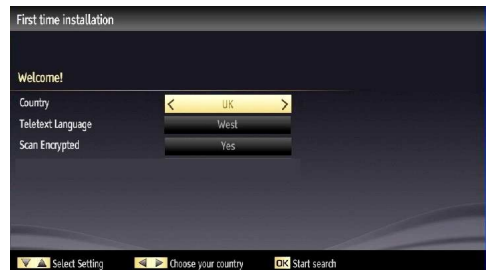 First time installation
Welcome!
Country < UK >
Teletext Language West
Scan Encrypted Yes
Select Setting Choose your country OK Start search